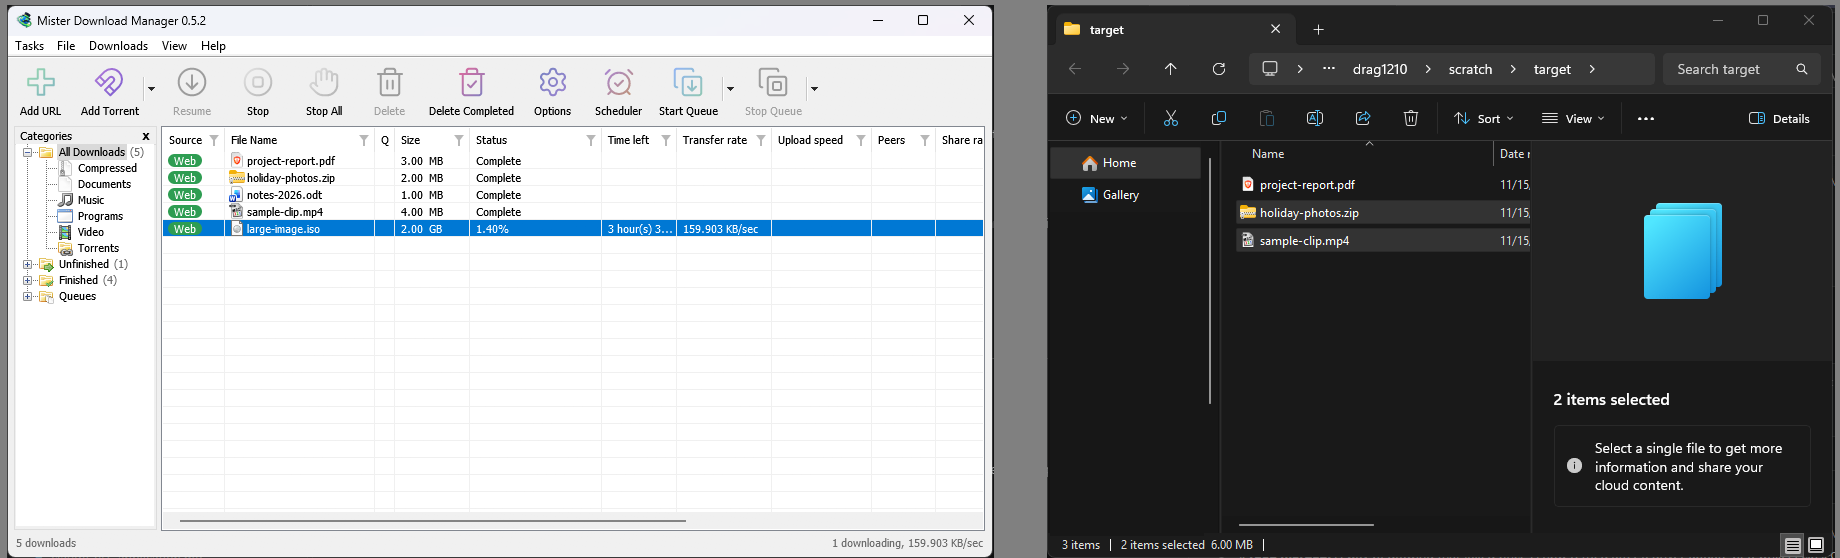 Mister Download Manager 0.5.2
Tasks File Downloads View Help
Add URL Add Torrent Resume Stop Stop All Delete Delete Completed Options Scheduler Start Queue Stop Queue
Categories x
All Downloads (5)
Compressed
Documents
Music
Programs
Video
Torrents
Unfinished (1)
Finished (4)
Queues
Source File Name Q Size Status Time left Transfer rate Upload speed Peers Share ra
Web project-report.pdf 3.00 MB Complete
Web holiday-photos.zip 2.00 MB Complete
Web notes-2026.odt 1.00 MB Complete
Web sample-clip.mp4 4.00 MB Complete
Web large-image.iso 2.00 GB 1.40% 3 hour(s) 3... 159.903 KB/sec
5 downloads 1 downloading, 159.903 KB/sec
target
drag1210 scratch target Search target
New Sort View Details
Home
Gallery
Name Date r
project-report.pdf 11/15,
holiday-photos.zip 11/15,
sample-clip.mp4 11/15,
2 items selected
Select a single file to get more
information and share your
cloud content.
3 items 2 items selected 6.00 MB